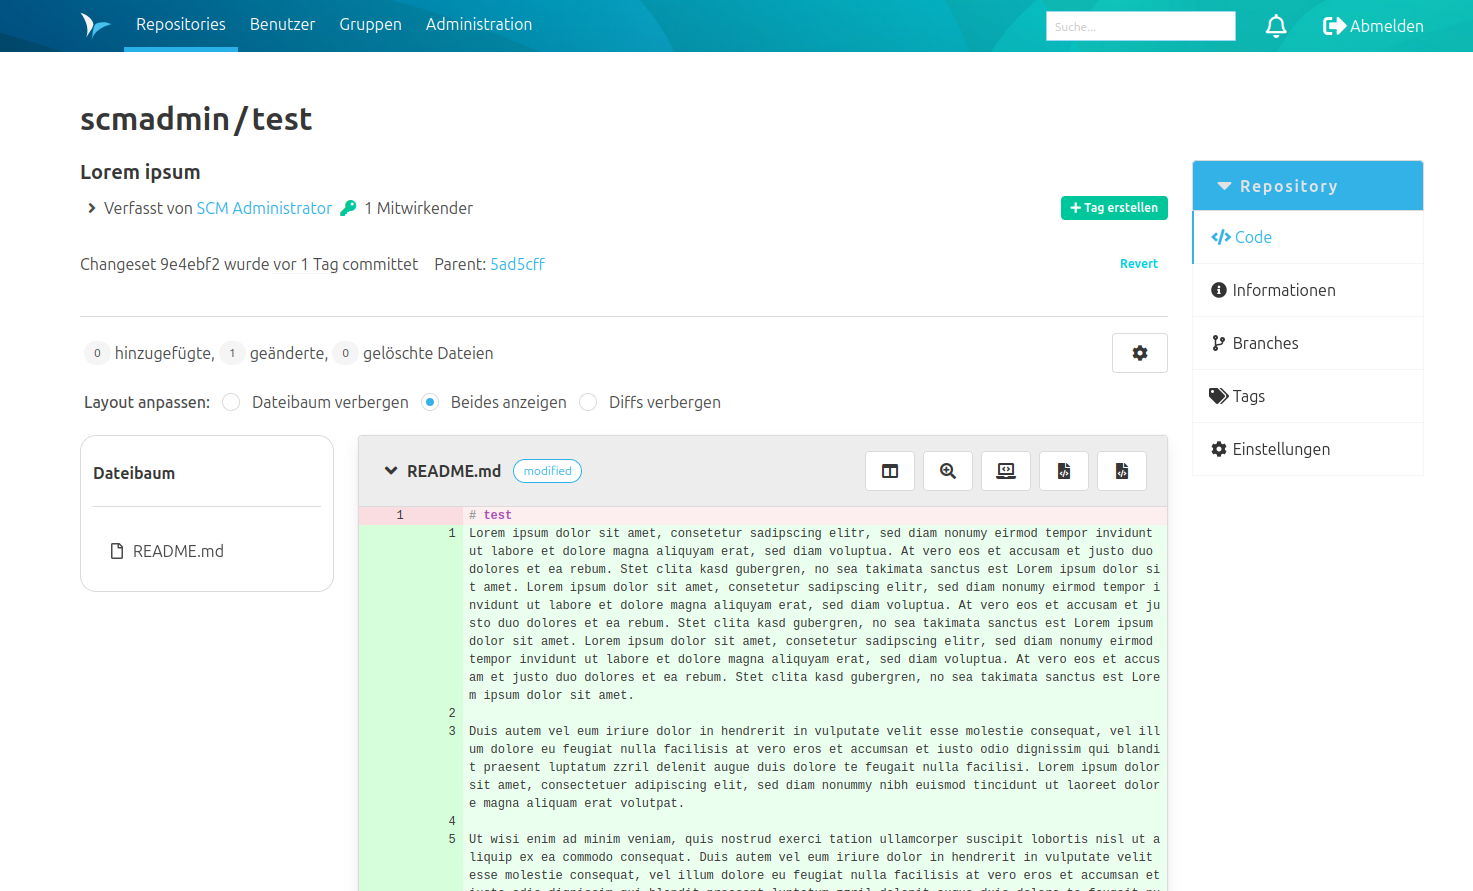 Repositories Benutzer Gruppen Administration Suche... Abmelden
scmadmin/test
Lorem ipsum
Verfasst von SCM Administrator 1 Mitwirkender
Tag erstellen
Changeset 9e4ebf2 wurde vor 1 Tag committet Parent: 5ad5cff
Revert
0 hinzugefügte, 1 geänderte, 0 gelöschte Dateien
Layout anpassen: Dateibaum verbergen Beides anzeigen Diffs verbergen
Dateibaum
README.md
README.md modified
1 # test
1 Lorem ipsum dolor sit amet, consetetur sadipscing elitr, sed diam nonumy eirmod tempor invidunt
ut labore et dolore magna aliquyam erat, sed diam voluptua. At vero eos et accusam et justo duo
dolores et ea rebum. Stet clita kasd gubergren, no sea takimata sanctus est Lorem ipsum dolor si
t amet. Lorem ipsum dolor sit amet, consetetur sadipscing elitr, sed diam nonumy eirmod tempor i
nvidunt ut labore et dolore magna aliquyam erat, sed diam voluptua. At vero eos et accusam et ju
sto duo dolores et ea rebum. Stet clita kasd gubergren, no sea takimata sanctus est Lorem ipsum
dolor sit amet. Lorem ipsum dolor sit amet, consetetur sadipscing elitr, sed diam nonumy eirmod
tempor invidunt ut labore et dolore magna aliquyam erat, sed diam voluptua. At vero eos et accus
am et justo duo dolores et ea rebum. Stet clita kasd gubergren, no sea takimata sanctus est Lore
m ipsum dolor sit amet.
2
3 Duis autem vel eum iriure dolor in hendrerit in vulputate velit esse molestie consequat, vel ill
um dolore eu feugiat nulla facilisis at vero eros et accumsan et iusto odio dignissim qui blandi
t praesent luptatum zzril delenit augue duis dolore te feugait nulla facilisi. Lorem ipsum dolor
sit amet, consectetuer adipiscing elit, sed diam nonummy nibh euismod tincidunt ut laoreet dolor
e magna aliquam erat volutpat.
4
5 Ut wisi enim ad minim veniam, quis nostrud exerci tation ullamcorper suscipit lobortis nisl ut a
liquip ex ea commodo consequat. Duis autem vel eum iriure dolor in hendrerit in vulputate velit
esse molestie consequat, vel illum dolore eu feugiat nulla facilisis at vero eros et accumsan et
Repository
Code
Informationen
Branches
Tags
Einstellungen